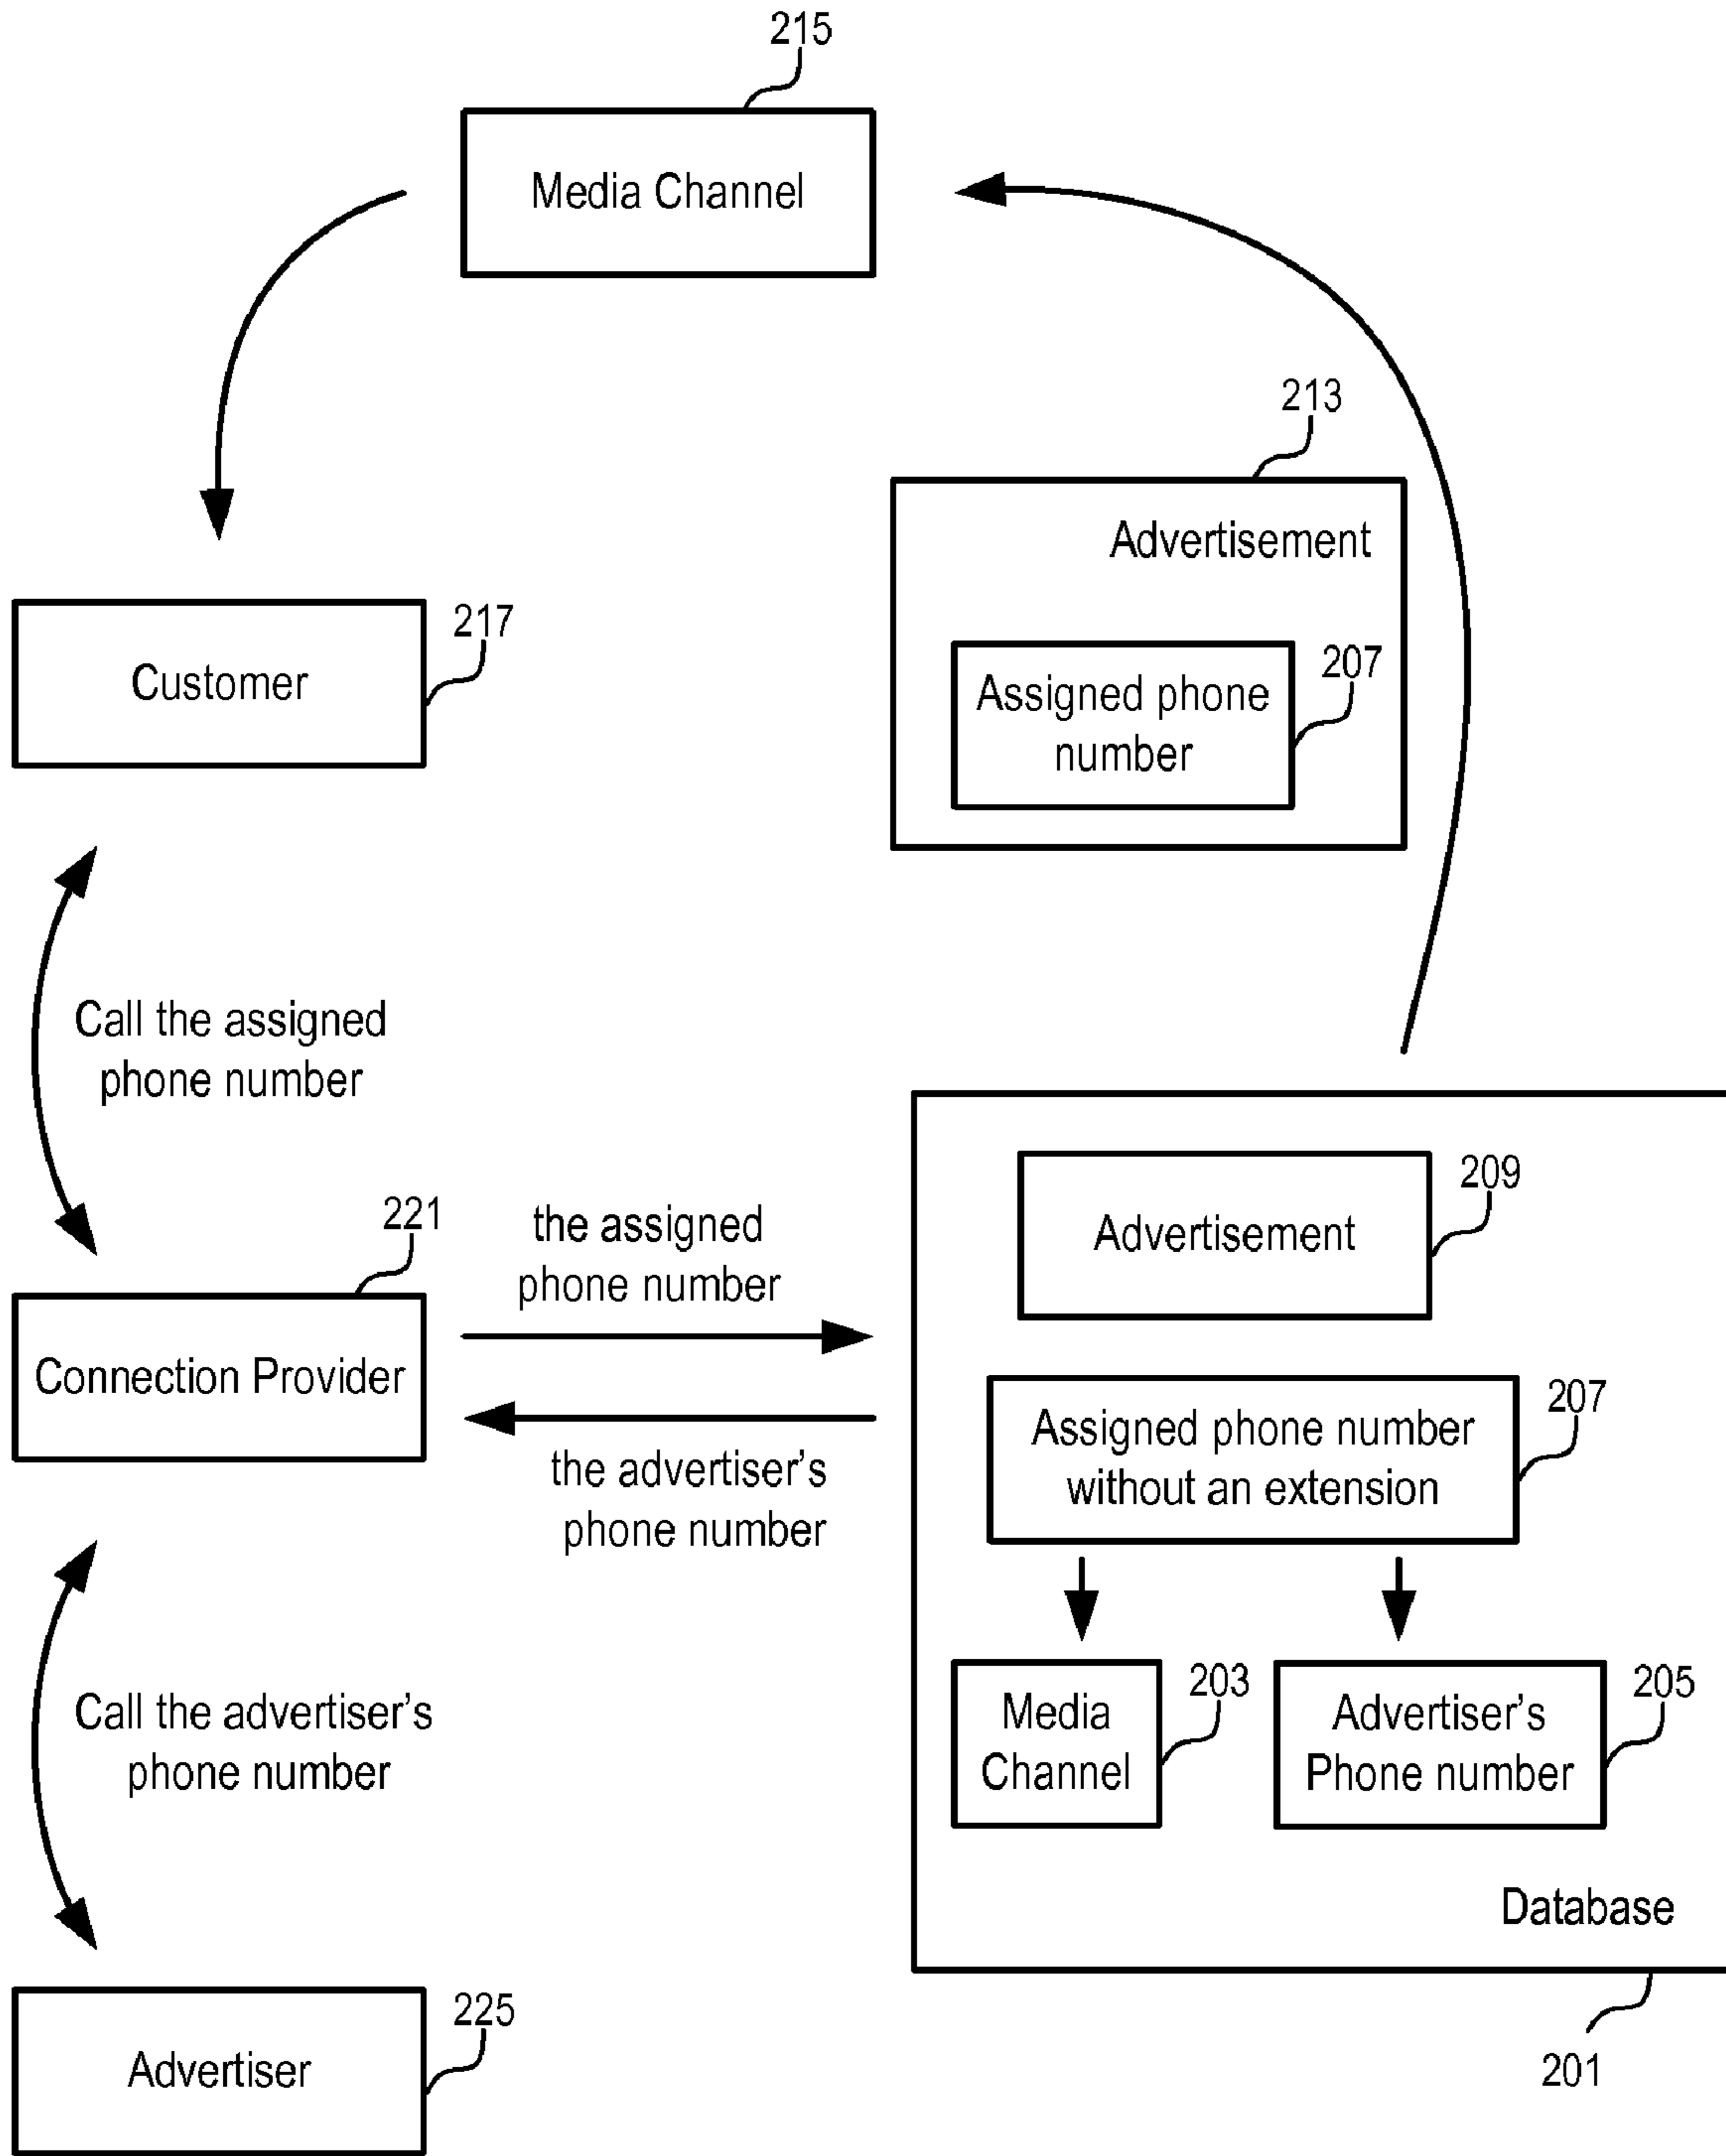 215
Media Channel
213
Advertisement
207
Assigned phone
number
217
Customer
Call the assigned
phone number
221
Connection Provider
the assigned
phone number
the advertiser's
phone number
209
Advertisement
207
Assigned phone number
without an extension
203
Media
Channel
205
Advertiser's
Phone number
Database
201
Call the advertiser's
phone number
225
Advertiser